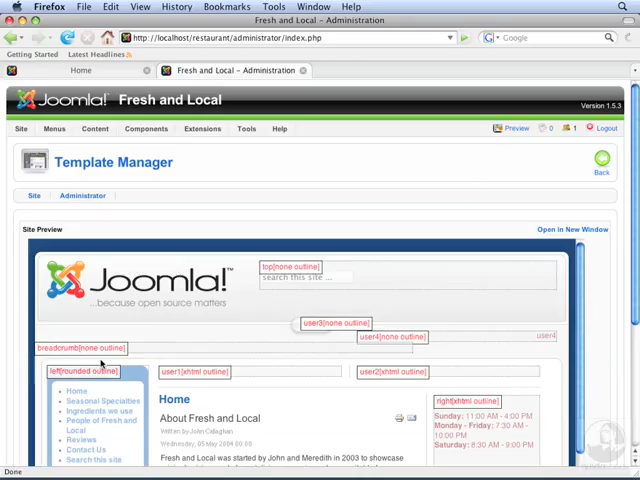 Firefox File Edit View History Bookmarks Tools Window Help
Fresh and Local - Administration
http://localhost/restaurant/administrator/index.php
Google
Getting Started Latest Headlines
Home
Fresh and Local - Administration
Joomla! Fresh and Local
Version 1.5.3
Site Menus Content Components Extensions Tools Help
Preview 0 1 Logout
Template Manager
Back
Site Administrator
Site Preview
Open in New Window
top[none outline]
search this site ...
Joomla!™
...because open source matters
user3[none outline]
user4[none outline]
user4
breadcrumb[none outline]
left[rounded outline]
user1[xhtml outline]
user2[xhtml outline]
Home
Seasonal Specialties
Ingredients we use
People of Fresh and
Local
Reviews
Contact Us
Search this site
Home
About Fresh and Local
Written by John Callaghan
Wednesday, 05 May 2004 00:00
Fresh and Local was started by John and Meredith in 2003 to showcase
right[xhtml outline]
Sunday: 11:00 AM - 4:00 PM
Monday - Friday: 7:30 AM -
10:00 PM
Saturday: 8:30 AM - 9:00 PM
Done